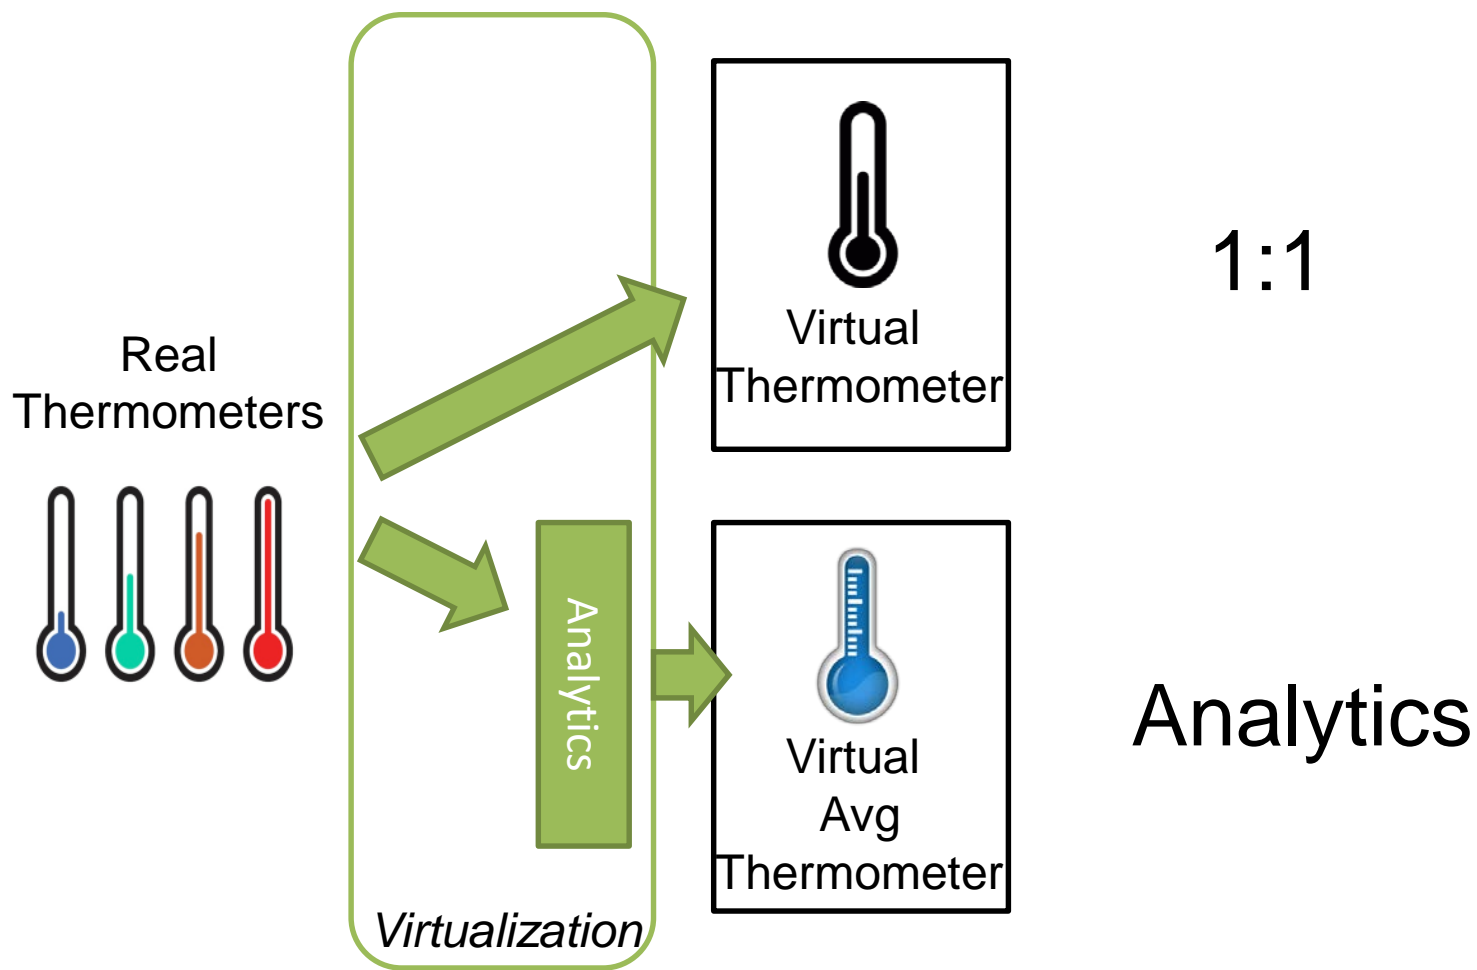 Real
Thermometers
Virtual
Thermometer
1:1
Analytics
Virtual
Avg
Thermometer
Analytics
Virtualization